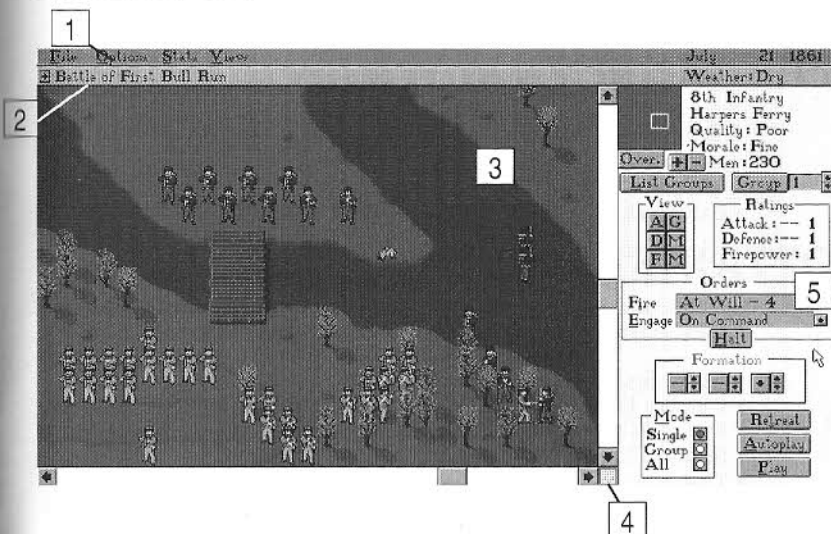 1
File Options Stats View
July 21 1861
2
Battle of First Bull Run
Weather: Dry
8th Infantry
Harpers Ferry
Quality: Poor
Morale: Fine
Over. + - Men: 230
3
List Groups Group 1
View
A G
D M
F M
Ratings
Attack: -- 1
Defence: -- 1
Firepower: 1
Orders
5
Fire At Will - 4
Engage On Command
Halt
Formation
Mode
Single
Group
All
Retreat
Autoplay
Play
4